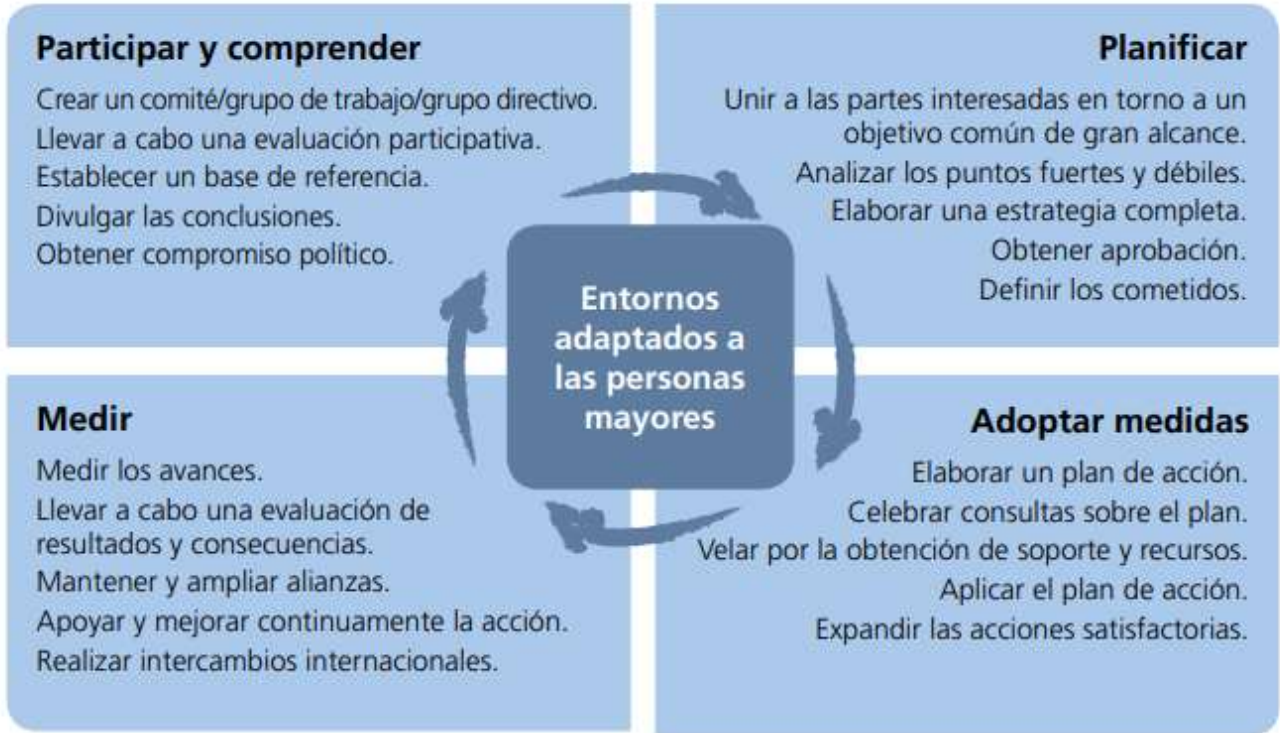 Participar y comprender
Crear un comité/grupo de trabajo/grupo directivo.
Llevar a cabo una evaluación participativa.
Establecer un base de referencia.
Divulgar las conclusiones.
Obtener compromiso político.
Planificar
Unir a las partes interesadas en torno a un
objetivo común de gran alcance.
Analizar los puntos fuertes y débiles.
Elaborar una estrategia completa.
Obtener aprobación.
Definir los cometidos.
Entornos
adaptados a
las personas
mayores
Medir
Medir los avances.
Llevar a cabo una evaluación de
resultados y consecuencias.
Mantener y ampliar alianzas.
Apoyar y mejorar continuamente la acción.
Realizar intercambios internacionales.
Adoptar medidas
Elaborar un plan de acción.
Celebrar consultas sobre el plan.
Velar por la obtención de soporte y recursos.
Aplicar el plan de acción.
Expandir las acciones satisfactorias.